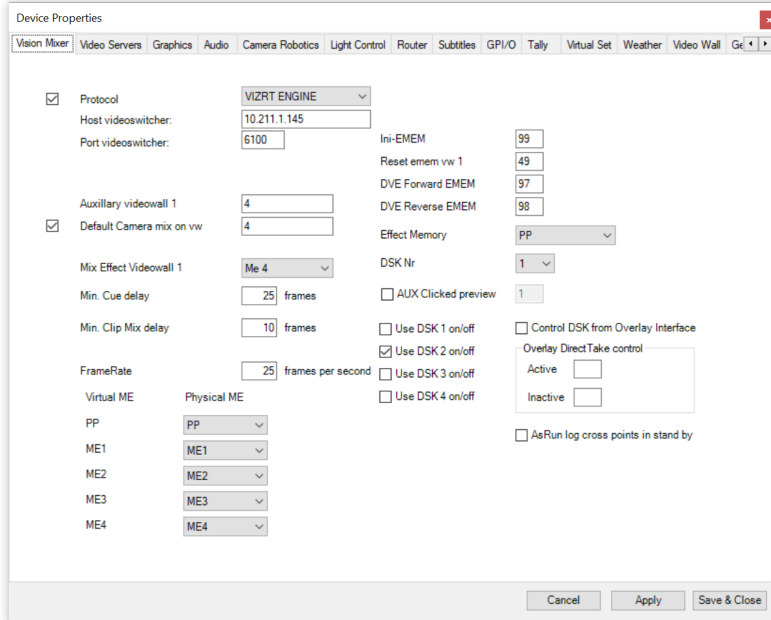 Device Properties
Vision Mixer Video Servers Graphics Audio Camera Robotics Light Control Router Subtitles GPI/O Tally Virtual Set Weather Video Wall
Protocol VIZRT ENGINE
Host videoswitcher: 10.211.1.145
Port videoswitcher: 6100
Ini-EMEM 99
Reset emem vw 1 49
DVE Forward EMEM 97
Auxillary videowall 1 4
DVE Reverse EMEM 98
Default Camera mix on vw 4
Effect Memory PP
Mix Effect Videowall 1 Me 4
DSK Nr 1
Min. Cue delay 25 frames
AUX Clicked preview 1
Min. Clip Mix delay 10 frames
Use DSK 1 on/off Control DSK from Overlay Interface
Use DSK 2 on/off Overlay DirectTake control
FrameRate 25 frames per second
Use DSK 3 on/off Active
Virtual ME Physical ME
Use DSK 4 on/off Inactive
PP PP
AsRun log cross points in stand by
ME1 ME1
ME2 ME2
ME3 ME3
ME4 ME4
Cancel Apply Save & Close